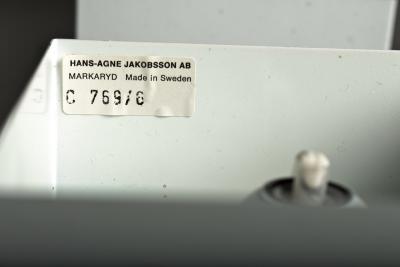 HANS-AGNE JAKOBSSON AB
MARKARYD Made in Sweden
C 769/6